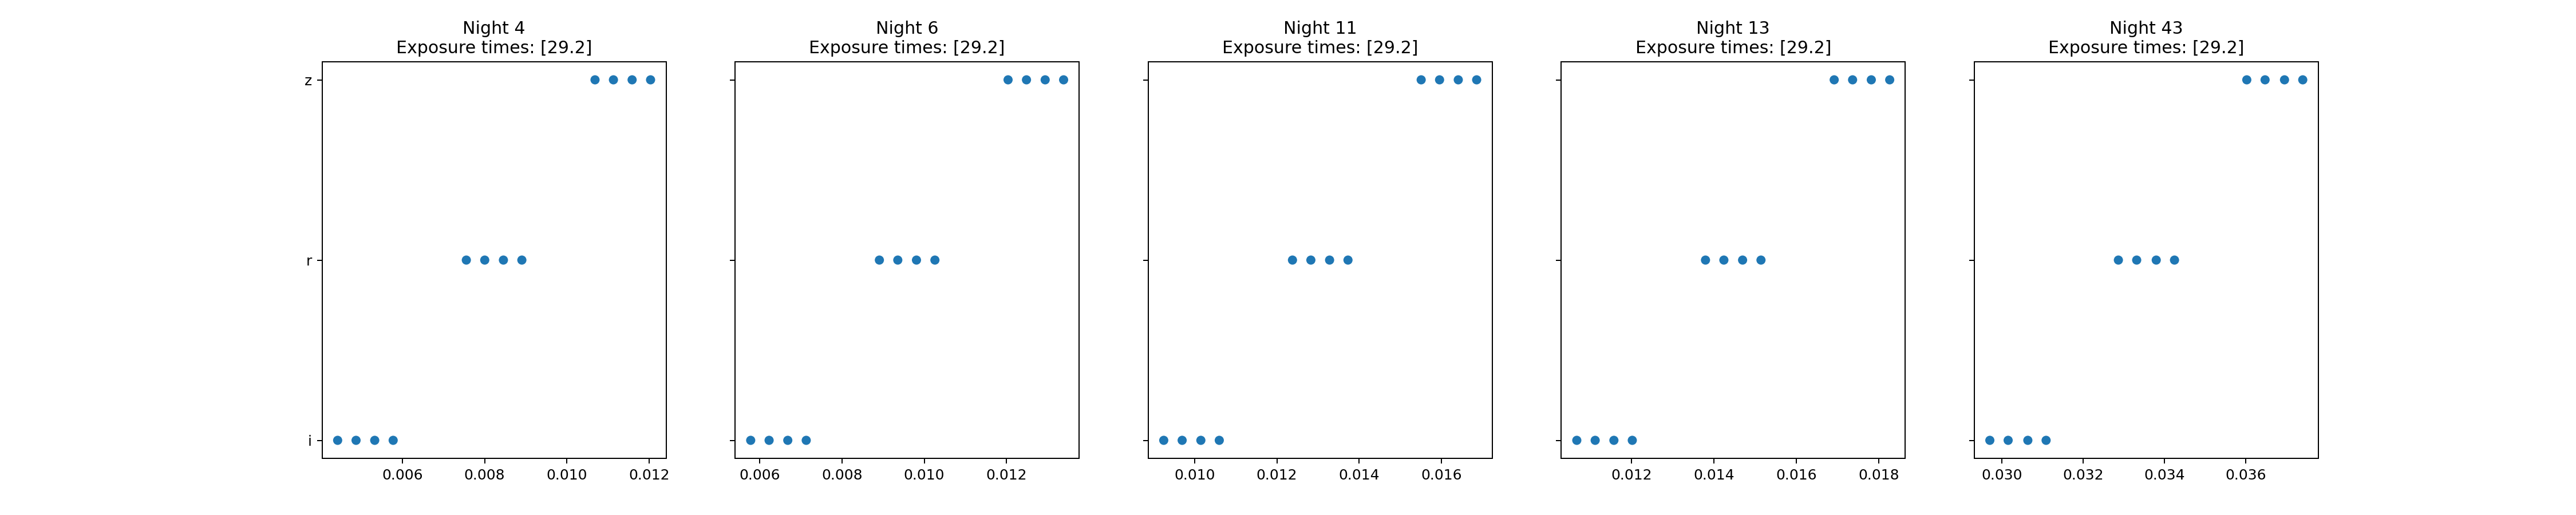 Night 4
Exposure times: [29.2]
Night 6
Exposure times: [29.2]
Night 11
Exposure times: [29.2]
Night 13
Exposure times: [29.2]
Night 43
Exposure times: [29.2]
z
r
i
0.006 0.008 0.010 0.012
0.006 0.008 0.010 0.012
0.010 0.012 0.014 0.016
0.012 0.014 0.016 0.018
0.030 0.032 0.034 0.036